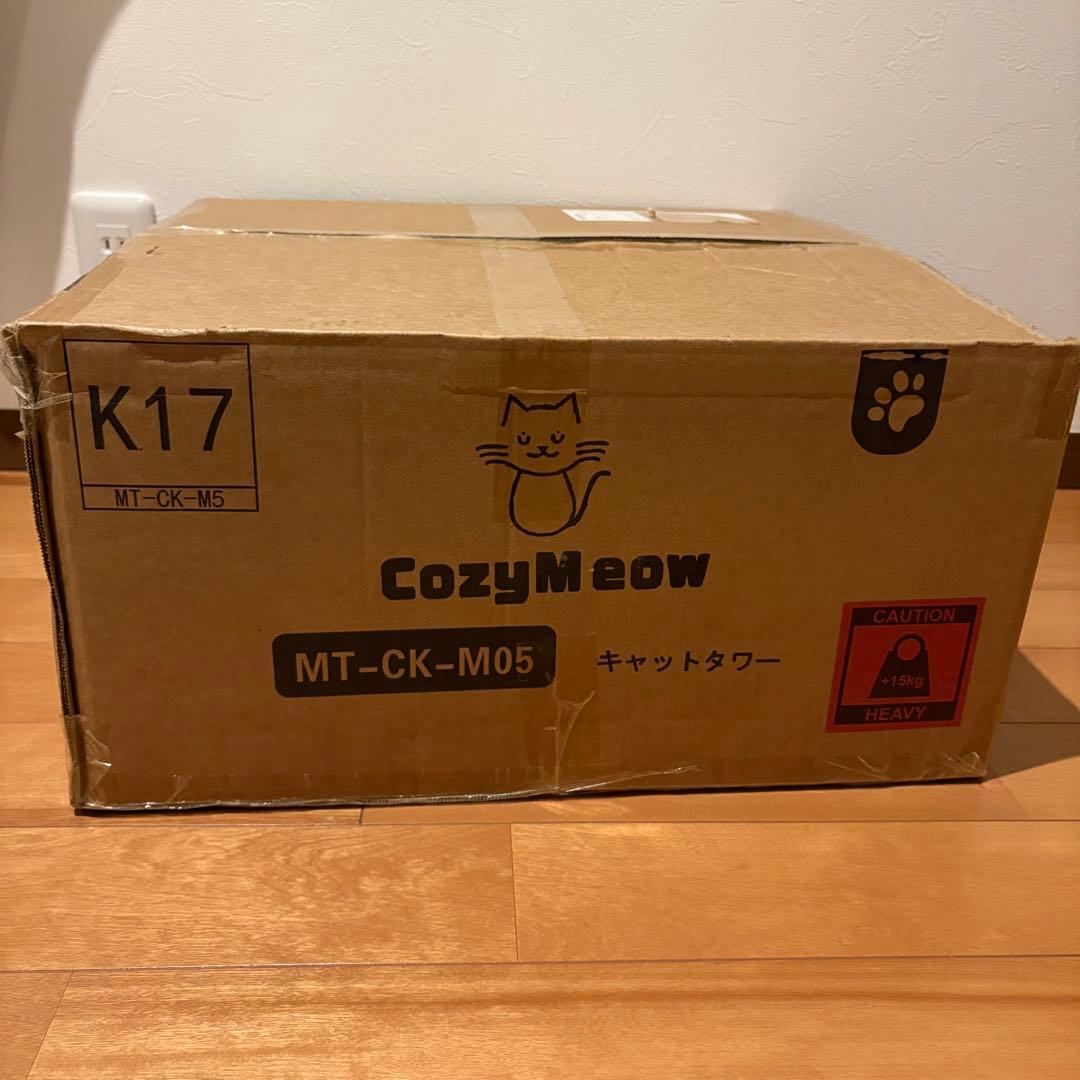 K17
MT-CK-M5
CozyMeow
MT-CK-M05
キャットタワー
CAUTION
+15kg
HEAVY